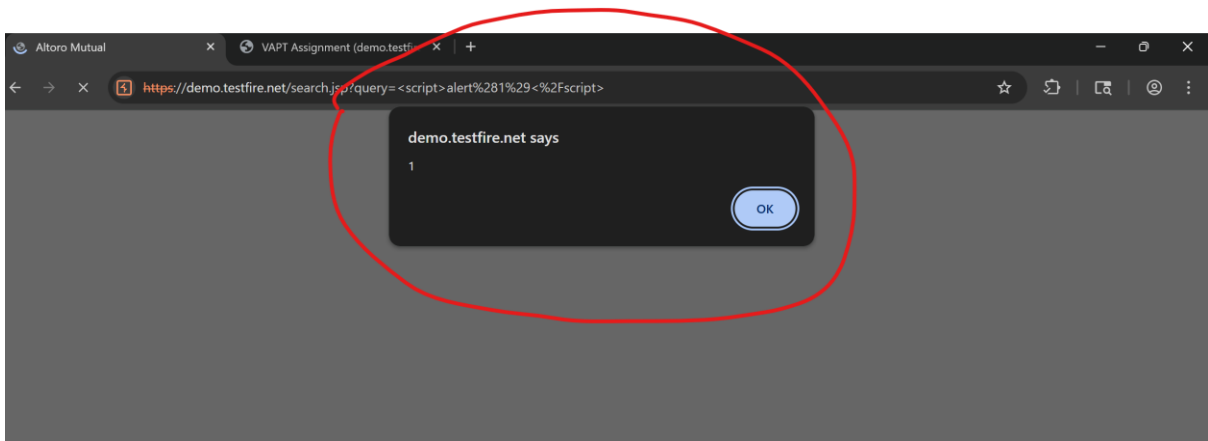 Altoro Mutual
VAPT Assignment (demo.testfi
https://demo.testfire.net/search.jsp?query=<script>alert%281%29<%2Fscript>
demo.testfire.net says
1
OK